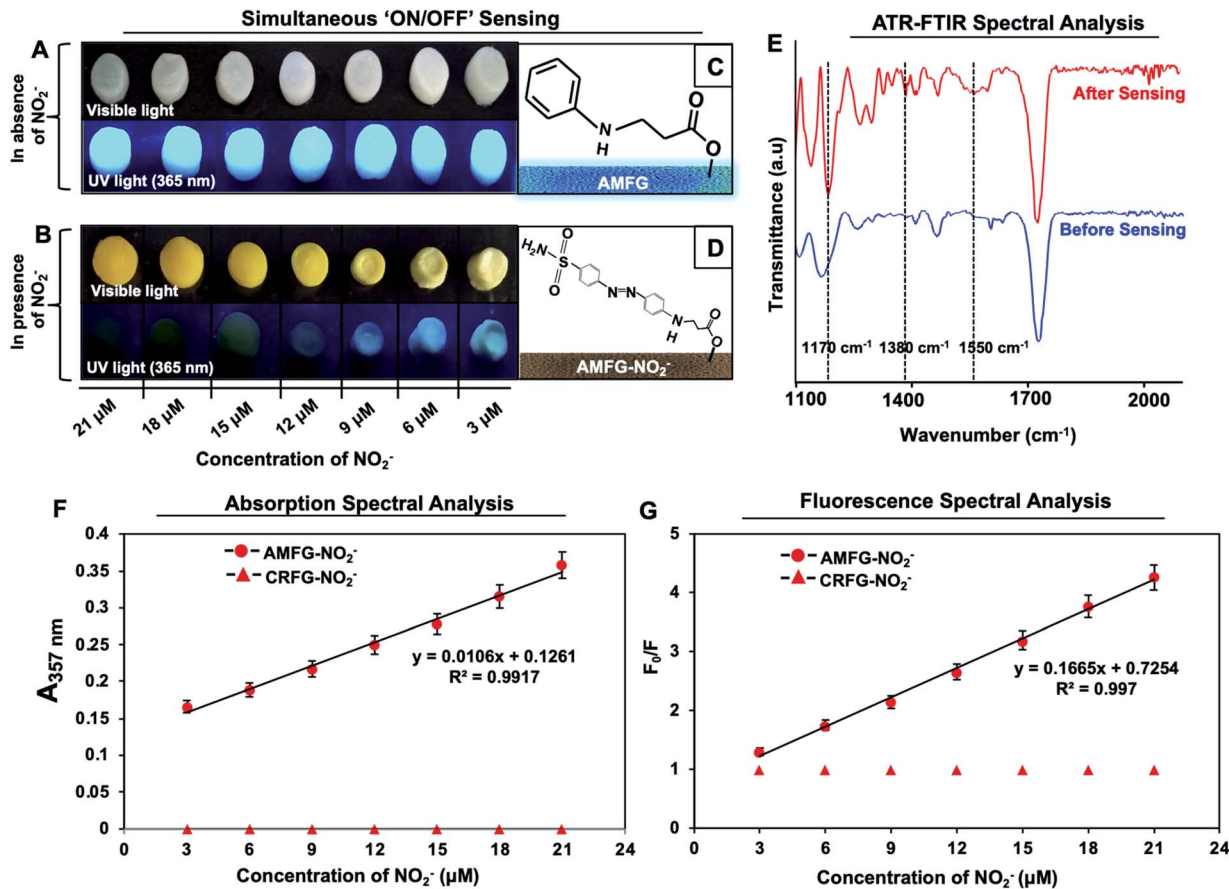 Simultaneous ‘ON/OFF’ Sensing
A
In absence
of NO₂⁻
Visible light
UV light (365 nm)
C
N
H
O
O
AMFG
B
In presence
of NO₂⁻
Visible light
UV light (365 nm)
D
H₂N
O
S
O
N=N
N
H
O
O
AMFG-NO₂⁻
21 µM
18 µM
15 µM
12 µM
9 µM
6 µM
3 µM
Concentration of NO₂⁻
E
ATR-FTIR Spectral Analysis
After Sensing
Before Sensing
Transmittance (a.u)
1170 cm⁻¹ 1380 cm⁻¹ 1550 cm⁻¹
1100 1400 1700 2000
Wavenumber (cm⁻¹)
F
Absorption Spectral Analysis
AMFG-NO₂⁻
CRFG-NO₂⁻
A357 nm
0.4
0.35
0.3
0.25
0.2
0.15
0.1
0.05
0
y = 0.0106x + 0.1261
R² = 0.9917
0 3 6 9 12 15 18 21 24
Concentration of NO₂⁻ (µM)
G
Fluorescence Spectral Analysis
AMFG-NO₂⁻
CRFG-NO₂⁻
F₀/F
5
4
3
2
1
0
y = 0.1665x + 0.7254
R² = 0.997
0 3 6 9 12 15 18 21 24
Concentration of NO₂⁻ (µM)